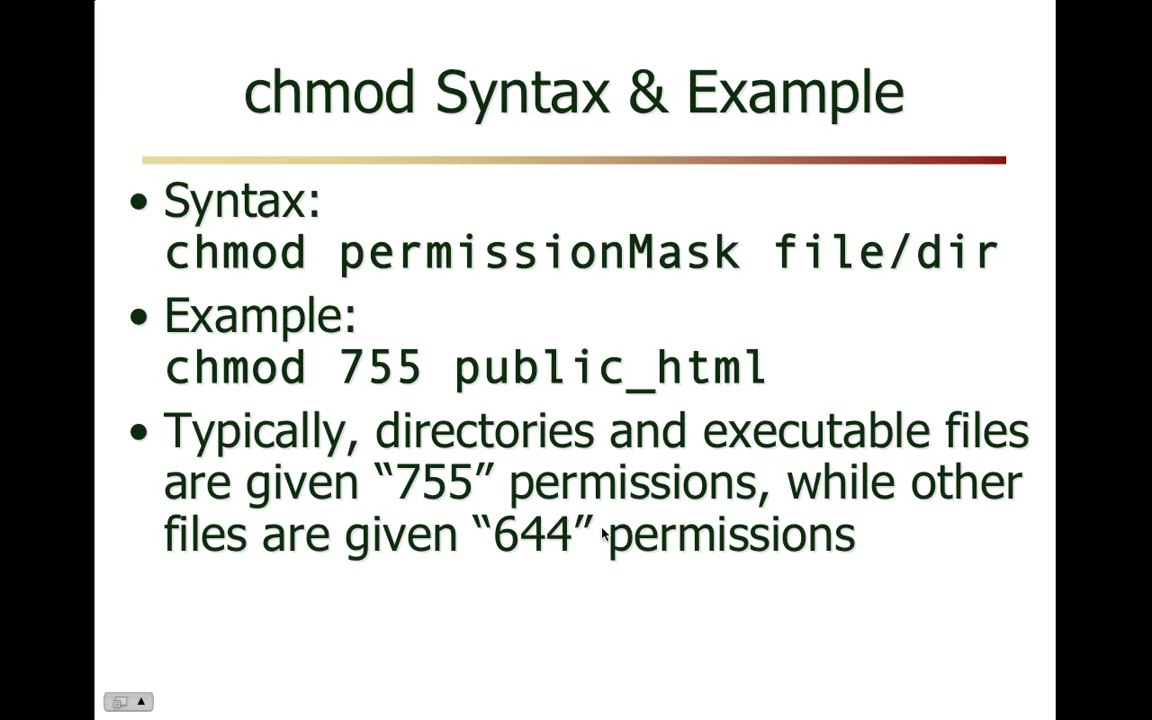 chmod Syntax & Example
• Syntax:
chmod permissionMask file/dir
• Example:
chmod 755 public_html
• Typically, directories and executable files
are given “755” permissions, while other
files are given “644” permissions